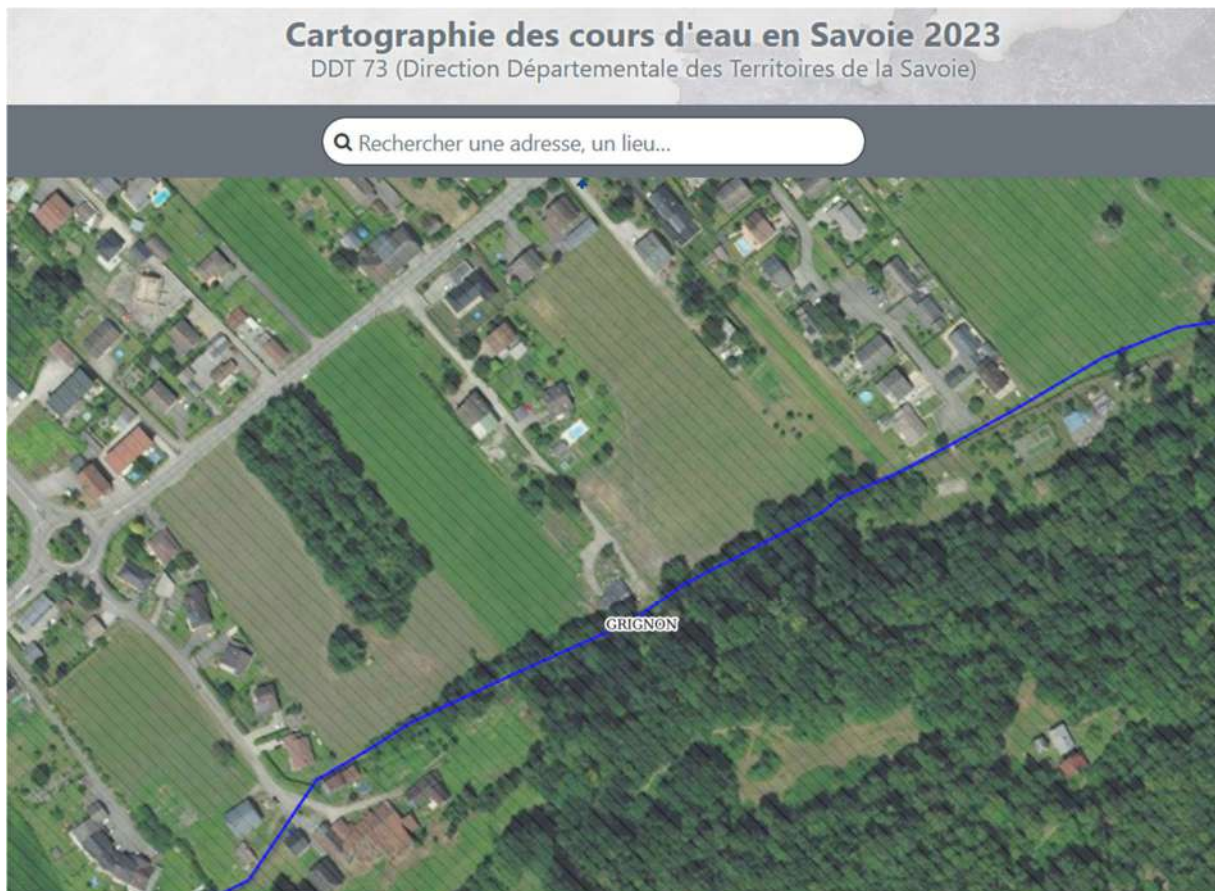 Cartographie des cours d'eau en Savoie 2023
DDT 73 (Direction Départementale des Territoires de la Savoie)
Rechercher une adresse, un lieu...
GRIGNON